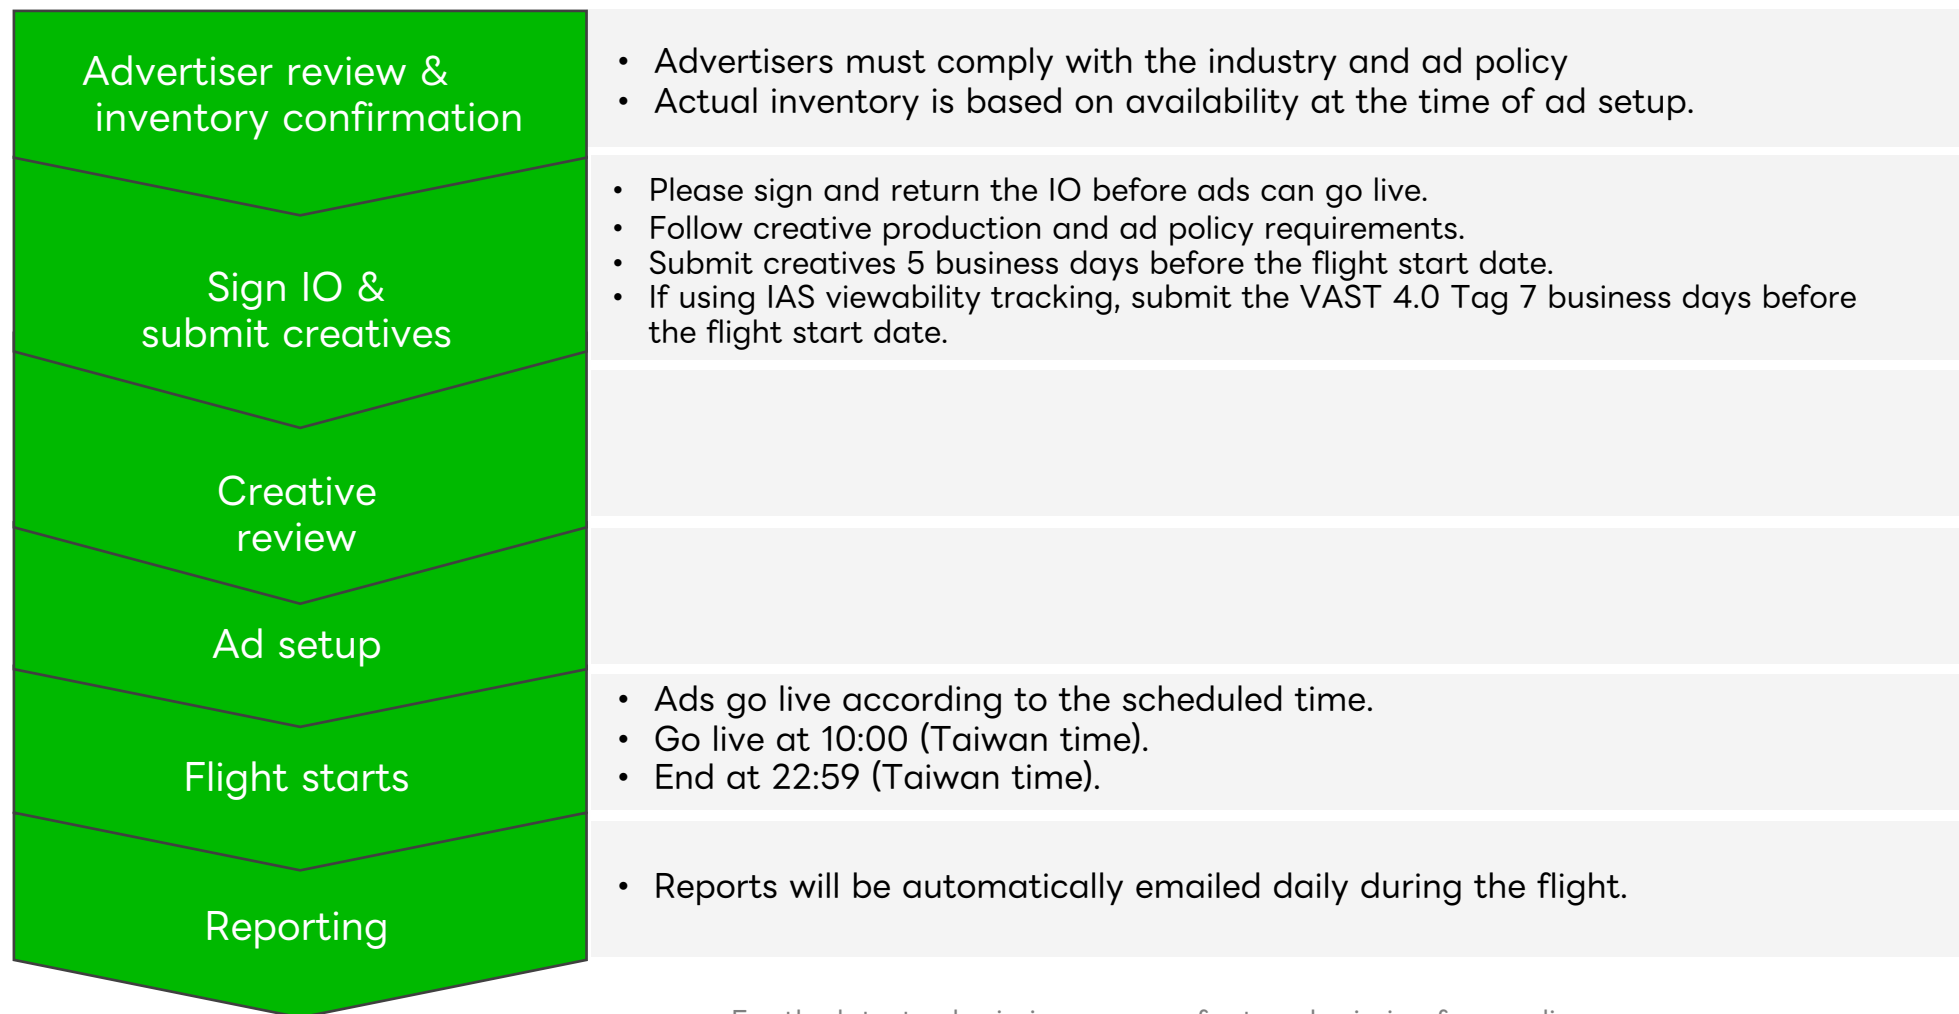 Advertiser review &
inventory confirmation
• Advertisers must comply with the industry and ad policy
• Actual inventory is based on availability at the time of ad setup.
Sign IO &
submit creatives
• Please sign and return the IO before ads can go live.
• Follow creative production and ad policy requirements.
• Submit creatives 5 business days before the flight start date.
• If using IAS viewability tracking, submit the VAST 4.0 Tag 7 business days before
the flight start date.
Creative
review
Ad setup
Flight starts
• Ads go live according to the scheduled time.
• Go live at 10:00 (Taiwan time).
• End at 22:59 (Taiwan time).
Reporting
• Reports will be automatically emailed daily during the flight.